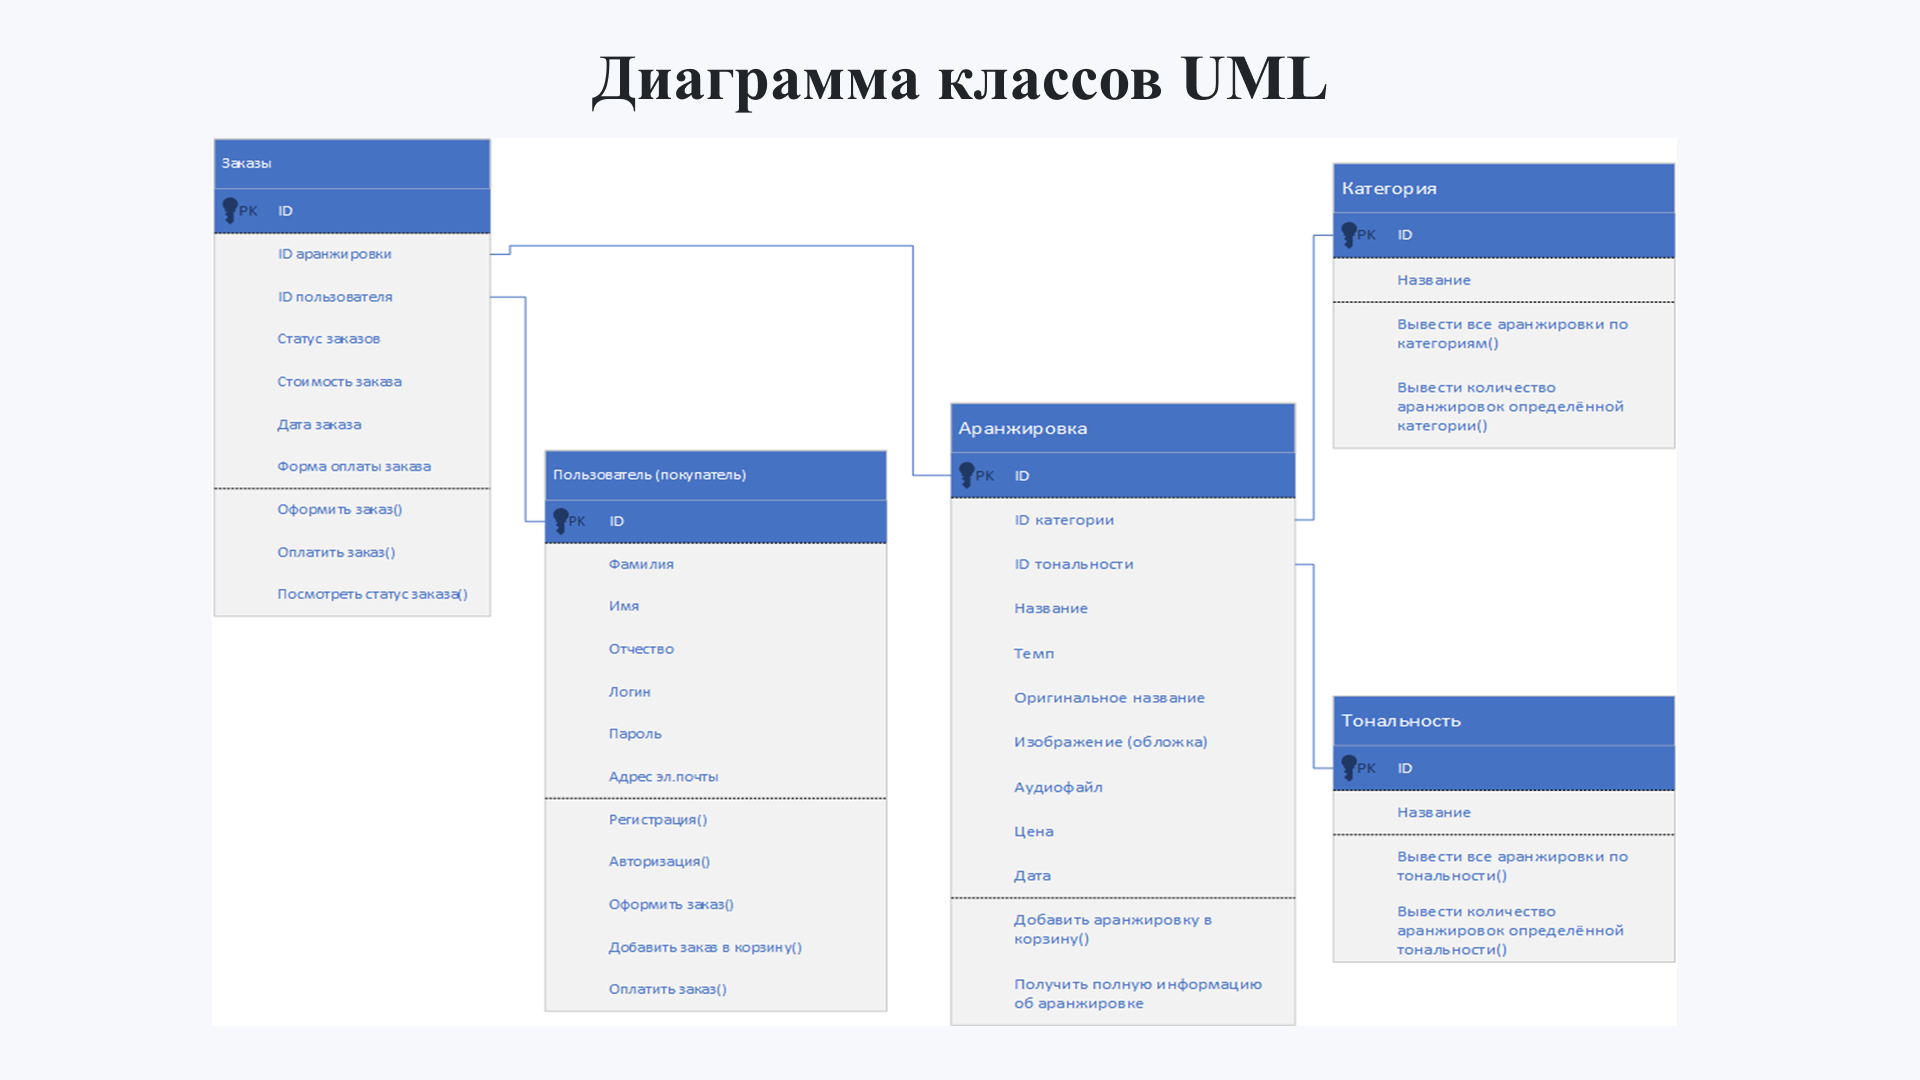 Диаграмма классов UML
Заказы
PK ID
ID аранжировки
ID пользователя
Статус заказов
Стоимость заказа
Дата заказа
Форма оплаты заказа
Оформить заказ()
Оплатить заказ()
Посмотреть статус заказа()
Пользователь (покупатель)
PK ID
Фамилия
Имя
Отчество
Логин
Пароль
Адрес эл.почты
Регистрация()
Авторизация()
Оформить заказ()
Добавить заказ в корзину()
Оплатить заказ()
Аранжировка
PK ID
ID категории
ID тональности
Название
Темп
Оригинальное название
Изображение (обложка)
Аудиофайл
Цена
Дата
Добавить аранжировку в
корзину()
Получить полную информацию
об аранжировке
Категория
PK ID
Название
Вывести все аранжировки по
категориям()
Вывести количество
аранжировок определённой
категории()
Тональность
PK ID
Название
Вывести все аранжировки по
тональности()
Вывести количество
аранжировок определённой
тональности()